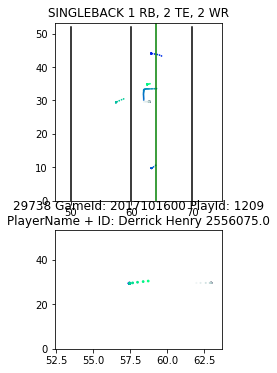 SINGLEBACK 1 RB, 2 TE, 2 WR
50
40
30
20
10
0
50 60 70
29738 GameId: 2017101600 PlayId: 1209
PlayerName + ID: Derrick Henry 2556075.0
40
20
0
52.5 55.0 57.5 60.0 62.5